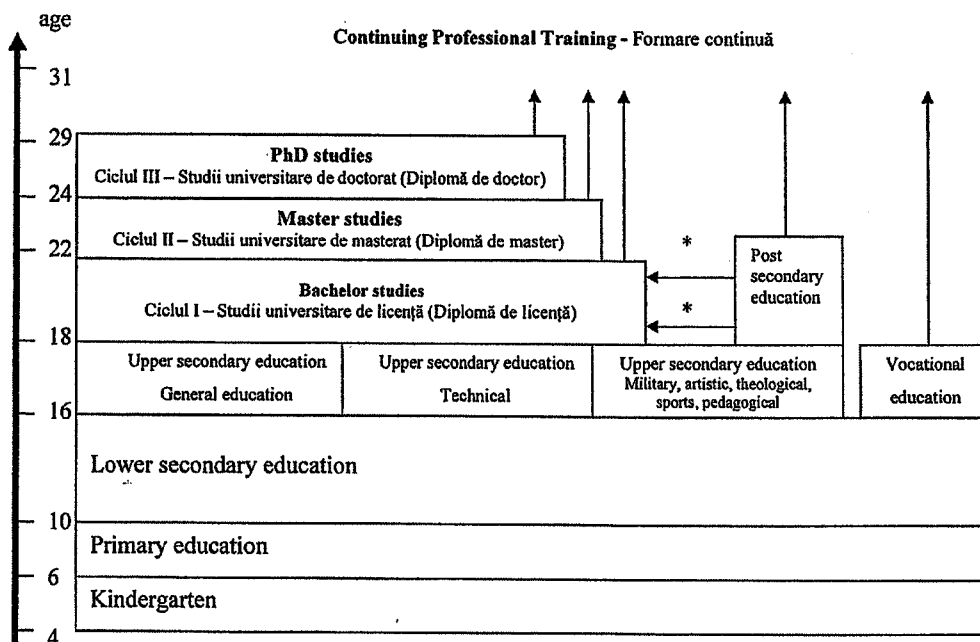 age
Continuing Professional Training - Formare continuă
31
29
PhD studies
Ciclul III – Studii universitare de doctorat (Diplomă de doctor)
24
Master studies
Ciclul II – Studii universitare de masterat (Diplomă de master)
22
*
Post
secondary
education
Bachelor studies
Ciclul I – Studii universitare de licență (Diplomă de licență)
*
18
Upper secondary education
General education
Upper secondary education
Technical
Upper secondary education
Military, artistic, theological,
sports, pedagogical
Vocational
education
16
Lower secondary education
10
Primary education
6
Kindergarten
4